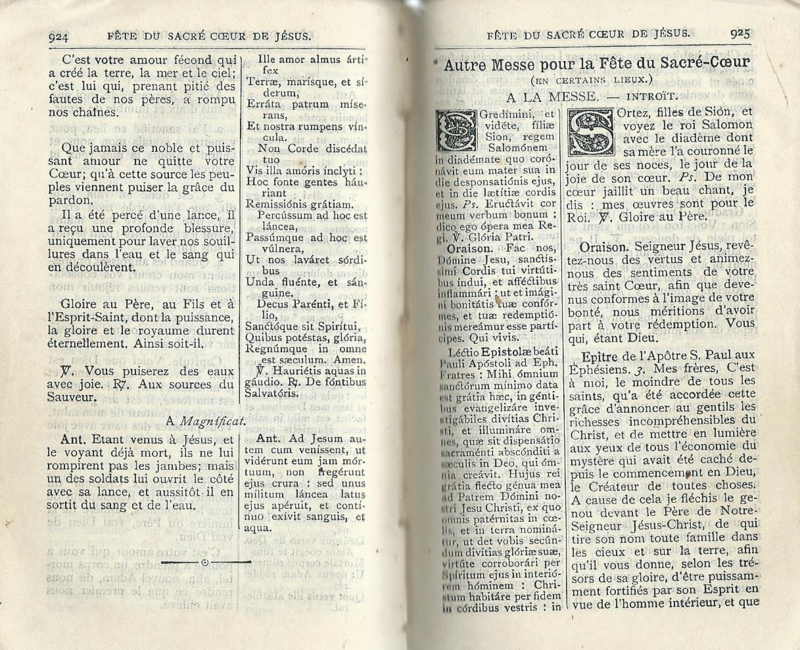 924 FÊTE DU SACRÉ CŒUR DE JÉSUS.
C'est votre amour fécond qui
a créé la terre, la mer et le ciel;
c'est lui qui, prenant pitié des
fautes de nos pères, a rompu
nos chaînes.
Que jamais ce noble et puis-
sant amour ne quitte votre
Cœur; qu'à cette source les peu-
ples viennent puiser la grâce du
pardon.
Il a été percé d'une lance, il
a reçu une profonde blessure,
uniquement pour laver nos souil-
lures dans l'eau et le sang qui
en découlèrent.
Gloire au Père, au Fils et à
l'Esprit-Saint, dont la puissance,
la gloire et le royaume durent
éternellement. Ainsi soit-il.
℣. Vous puiserez des eaux
avec joie. ℟. Aux sources du
Sauveur.
Ille amor almus árti-
fex
Terræ, marísque, et sí-
derum,
Erráta patrum míse-
rans,
Et nostra rumpens vín-
cula.
Non Corde discédat
tuo
Vis illa amóris ínclyti :
Hoc fonte gentes háu-
riant
Remissiónis grátiam.
Percússum ad hoc est
láncea,
Passúmque ad hoc est
vúlnera,
Ut nos laváret sórdi-
bus
Unda fluénte, et sán-
guine.
Decus Parénti, et Fí-
lio,
Sanctóque sit Spirítui,
Quibus potéstas, glória,
Regnúmque in omne
est sæculum. Amen.
℣. Hauriétis aquas in
gáudio. ℟. De fóntibus
Salvatóris.
A Magnificat.
Ant. Etant venus à Jésus, et
le voyant déjà mort, ils ne lui
rompirent pas les jambes; mais
un des soldats lui ouvrit le côté
avec sa lance, et aussitôt il en
sortit du sang et de l'eau.
Ant. Ad Jesum au-
tem cum veníssent, ut
vidérunt eum jam mór-
tuum, non fregérunt
ejus crura : sed unus
mílitum láncea latus
ejus apéruit, et contí-
nuo exívit sanguis, et
aqua.
FÊTE DU SACRÉ CŒUR DE JÉSUS. 925
Autre Messe pour la Fête du Sacré-Cœur
(EN CERTAINS LIEUX.)
A LA MESSE. — INTROÏT.
EGredímini, et
vidéte, fíliæ
Sion, regem
Salomónem
in diadémate quo coró-
návit eum mater sua in
die desponsatiónis ejus,
et in die lætítiæ cordis
ejus. Ps. Eructávit cor
meum verbum bonum :
dico ego ópera mea Re-
gi. ℣. Glória Patri.
Oraison. Fac nos,
Dómine Jesu, sanctís-
simi Cordis tui virtúti-
bus índui, et afféctibus
inflammári : ut et imági-
ni bonitátis tuæ confór-
mes, et tuæ redemptió-
nis mereámur esse partí-
cipes. Qui vivis.
Léctio Epístolæ beáti
Pauli Apóstoli ad Eph.
Fratres : Mihi ómnium
sanctórum mínimo data
est grátia hæc, in génti-
bus evangelizáre inve-
stigábiles divítias Chri-
sti, et illumináre om-
nes, quæ sit dispensátio
sacraménti abscónditi a
sæculis in Deo, qui óm-
nia creávit. Hujus rei
grátia flecto génua mea
ad Patrem Dómini no-
stri Jesu Christi, ex quo
omnis patérnitas in cœ-
lis, et in terra nominá-
tur, ut det vobis secún-
dum divítias glóriæ suæ,
virtúte corroborári per
Spíritum ejus in interió-
rem hóminem : Chri-
stum habitáre per fidem
in córdibus vestris : in
SOrtez, filles de Sion, et
voyez le roi Salomon
avec le diadème dont
sa mère l'a couronné le
jour de ses noces, le jour de la
joie de son cœur. Ps. De mon
cœur jaillit un beau chant, je
dis : mes œuvres sont pour le
Roi. ℣. Gloire au Père.
Oraison. Seigneur Jésus, revê-
tez-nous des vertus et animez-
nous des sentiments de votre
très saint Cœur, afin que deve-
nus conformes à l'image de votre
bonté, nous méritions d'avoir
part à votre rédemption. Vous
qui, étant Dieu.
Epitre de l'Apôtre S. Paul aux
Ephésiens. 3. Mes frères, C'est
à moi, le moindre de tous les
saints, qu'a été accordée cette
grâce d'annoncer au gentils les
richesses incompréhensibles du
Christ, et de mettre en lumière
aux yeux de tous l'économie du
mystère qui avait été caché de-
puis le commencement en Dieu,
le Créateur de toutes choses.
A cause de cela je fléchis le ge-
nou devant le Père de Notre-
Seigneur Jésus-Christ, de qui
tire son nom toute famille dans
les cieux et sur la terre, afin
qu'il vous donne, selon les tré-
sors de sa gloire, d'être puissam-
ment fortifiés par son Esprit en
vue de l'homme intérieur, et que